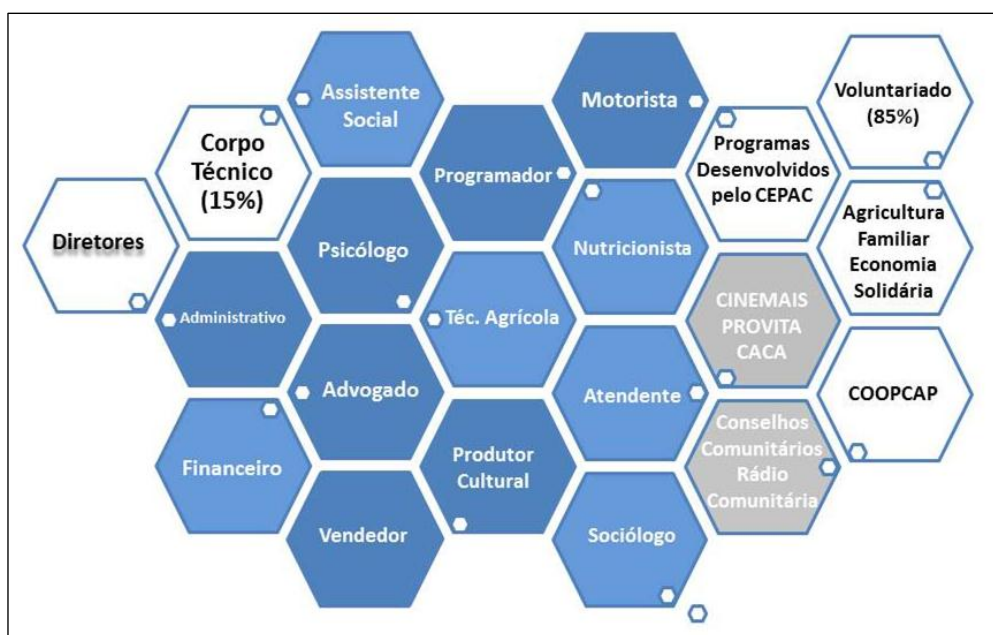 Diretores
Corpo
Técnico
(15%)
Administrativo
Financeiro
Assistente
Social
Psicólogo
Advogado
Vendedor
Programador
Téc. Agrícola
Produtor
Cultural
Motorista
Nutricionista
Atendente
Sociólogo
Programas
Desenvolvidos
pelo CEPAC
CINEMAIS
PROVITA
CACA
Conselhos
Comunitários
Rádio
Comunitária
Voluntariado
(85%)
Agricultura
Familiar
Economia
Solidária
COOPCAP